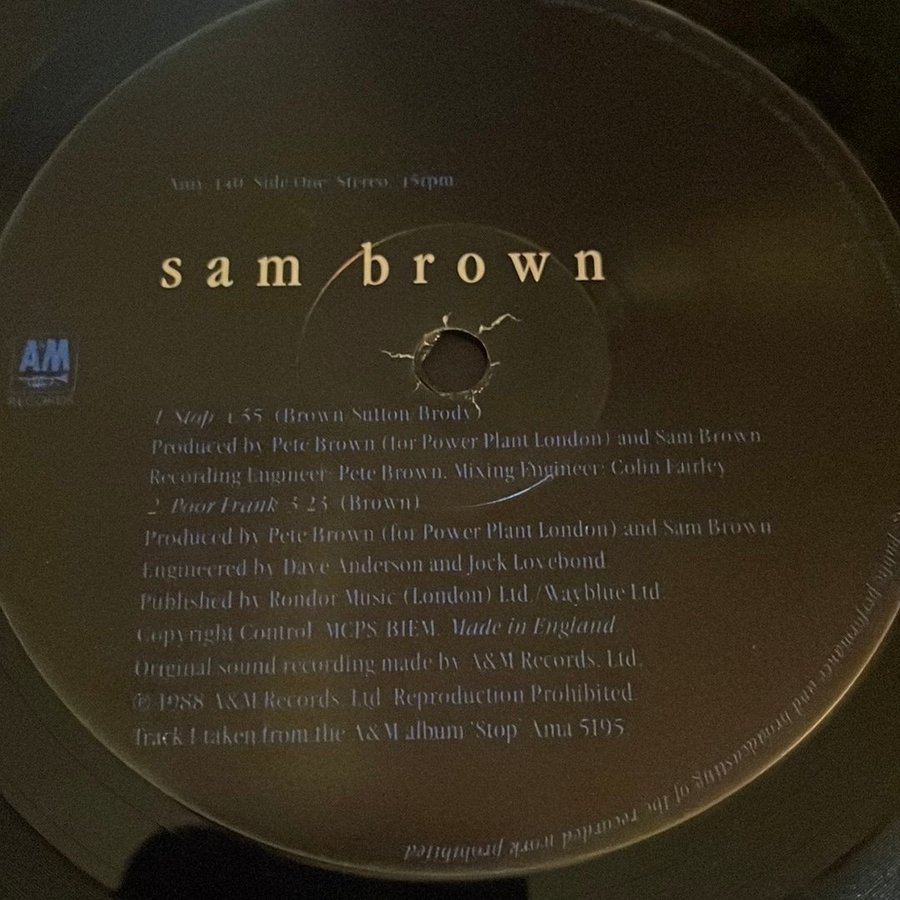 Side One Stereo 45rpm
sam brown
A&M
RECORDS
1 Stop (Brown/Sutton/Brody)
Produced by Pete Brown (for Power Plant London) and Sam Brown
Recording Engineer: Pete Brown. Mixing Engineer: Colin Fairley
2 Poor Frank 3.23 (Brown)
Produced by Pete Brown (for Power Plant London) and Sam Brown
Engineered by Dave Anderson and Jock Loveband
Published by Rondor Music (London) Ltd./Wayblue Ltd.
Copyright Control. MCPS/BIEM. Made in England
Original sound recording made by A&M Records. Ltd.
℗ 1988 A&M Records. Ltd. Reproduction Prohibited.
Track 1 taken from the A&M album 'Stop' Ama 5195
public performance and broadcasting of the recorded work prohibited